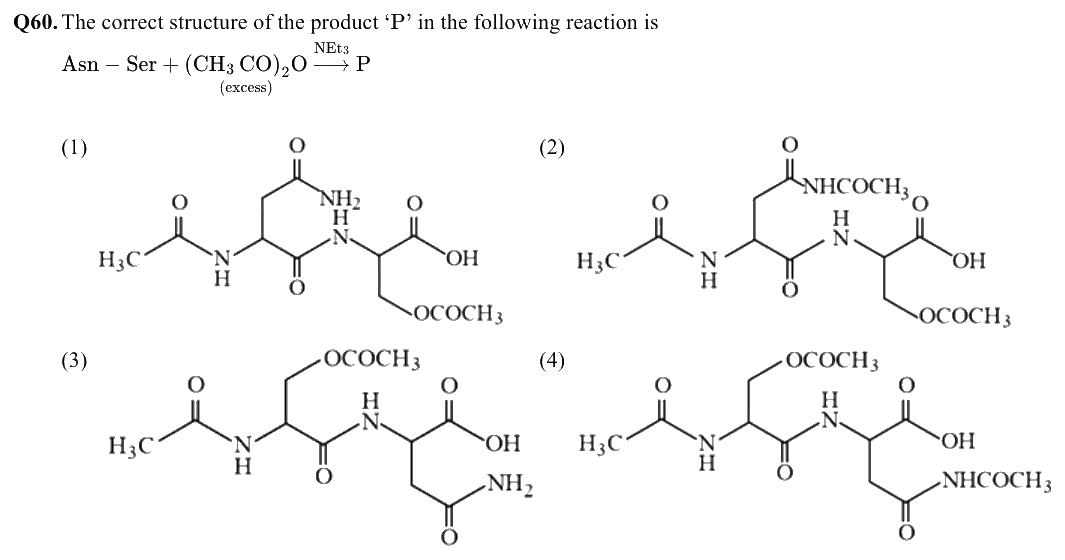 Q60. The correct structure of the product ‘P’ in the following reaction is
NEt3
Asn – Ser + (CH3 CO)2O ⟶ P
(excess)
(1)
O
O
NH2
H
N
O
H3C
N
H
O
OH
OCOCH3
(2)
O
O
NHCOCH3
H
N
O
H3C
N
H
O
OH
OCOCH3
(3)
OCOCH3
O
H
N
O
H3C
N
H
O
OH
NH2
O
(4)
OCOCH3
O
H
N
O
H3C
N
H
O
OH
NHCOCH3
O